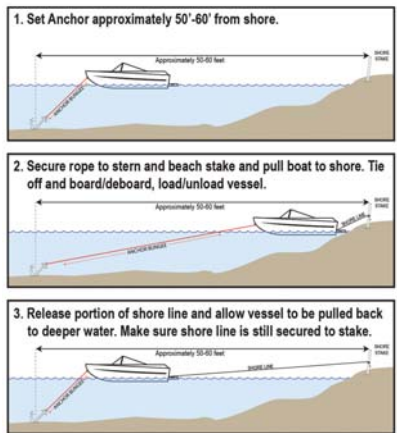 1. Set Anchor approximately 50'-60' from shore.
Approximately 50-60 feet
SHORE
STAKE
ANCHOR BUNGEE
2. Secure rope to stern and beach stake and pull boat to shore. Tie
off and board/deboard, load/unload vessel.
Approximately 50-60 feet
SHORE
STAKE
SHORE LINE
ANCHOR BUNGEE
3. Release portion of shore line and allow vessel to be pulled back
to deeper water. Make sure shore line is still secured to stake.
Approximately 50-60 feet
SHORE
STAKE
SHORE LINE
ANCHOR BUNGEE